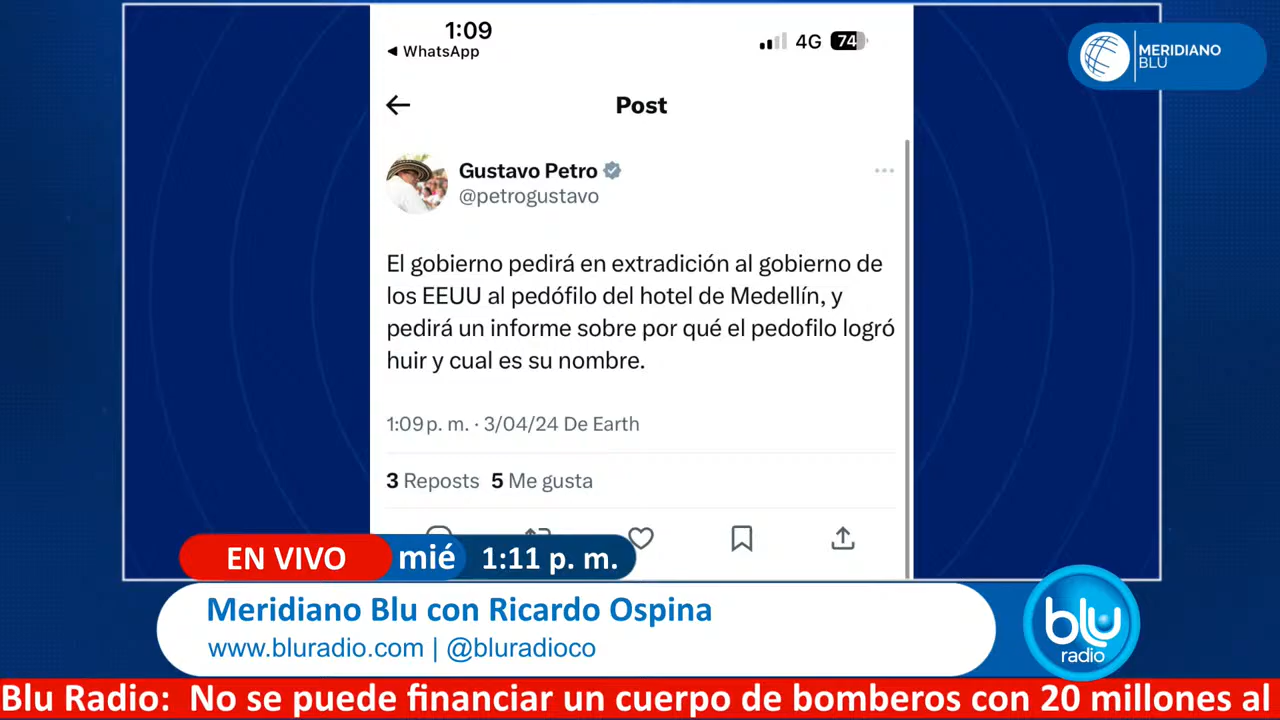 1:09
WhatsApp
4G
74
MERIDIANO
BLU
Post
Gustavo Petro
@petrogustavo
El gobierno pedirá en extradición al gobierno de
los EEUU al pedófilo del hotel de Medellín, y
pedirá un informe sobre por qué el pedofilo logró
huir y cual es su nombre.
1:09 p. m. · 3/04/24 De Earth
3 Reposts 5 Me gusta
EN VIVO mié 1:11 p. m.
Meridiano Blu con Ricardo Ospina
www.bluradio.com | @bluradioco
blu
radio
Blu Radio: No se puede financiar un cuerpo de bomberos con 20 millones al